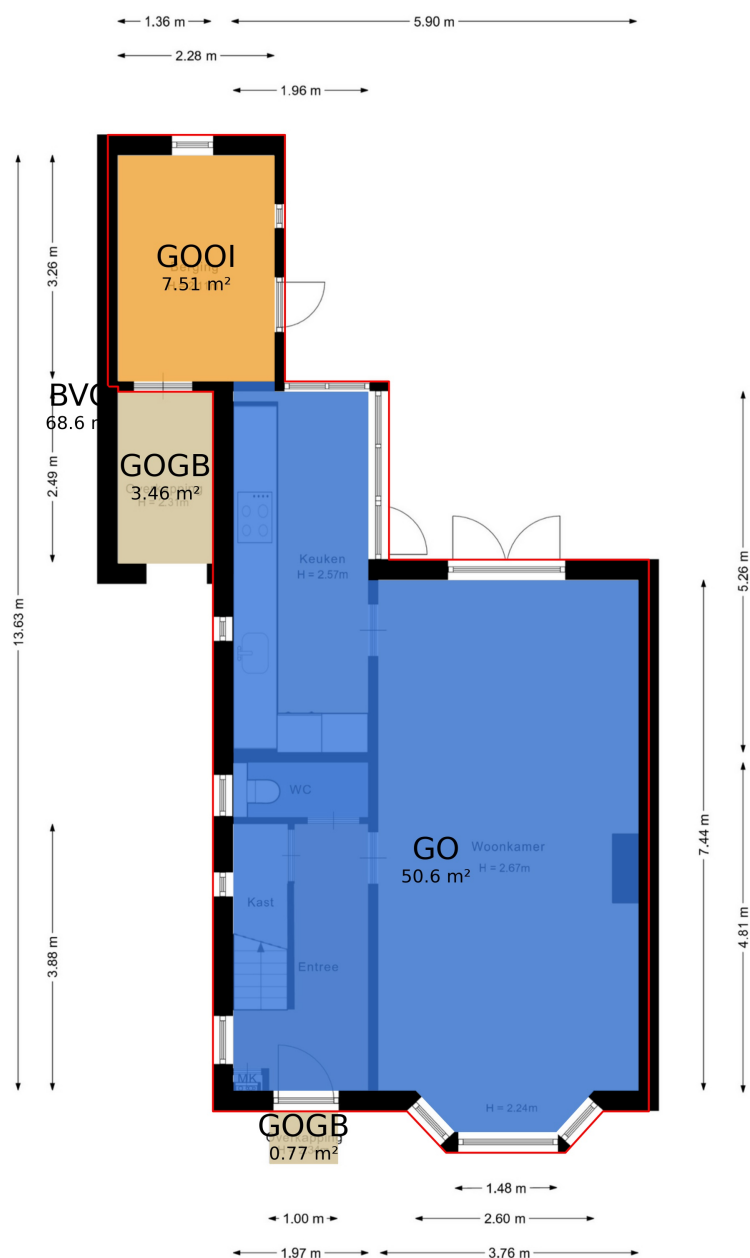 1.36 m
5.90 m
2.28 m
1.96 m
GOOI
7.51 m²
3.26 m
BVO
68.6 m
GOGB
3.46 m²
H = 2.31m
2.49 m
Keuken
H = 2.57m
5.26 m
13.63 m
WC
7.44 m
Woonkamer
GO
H = 2.67m
50.6 m²
Kast
4.81 m
3.88 m
Entree
MK
H = 2.24m
GOGB
Overkapping
0.77 m²
1.48 m
1.00 m
2.60 m
1.97 m
3.76 m